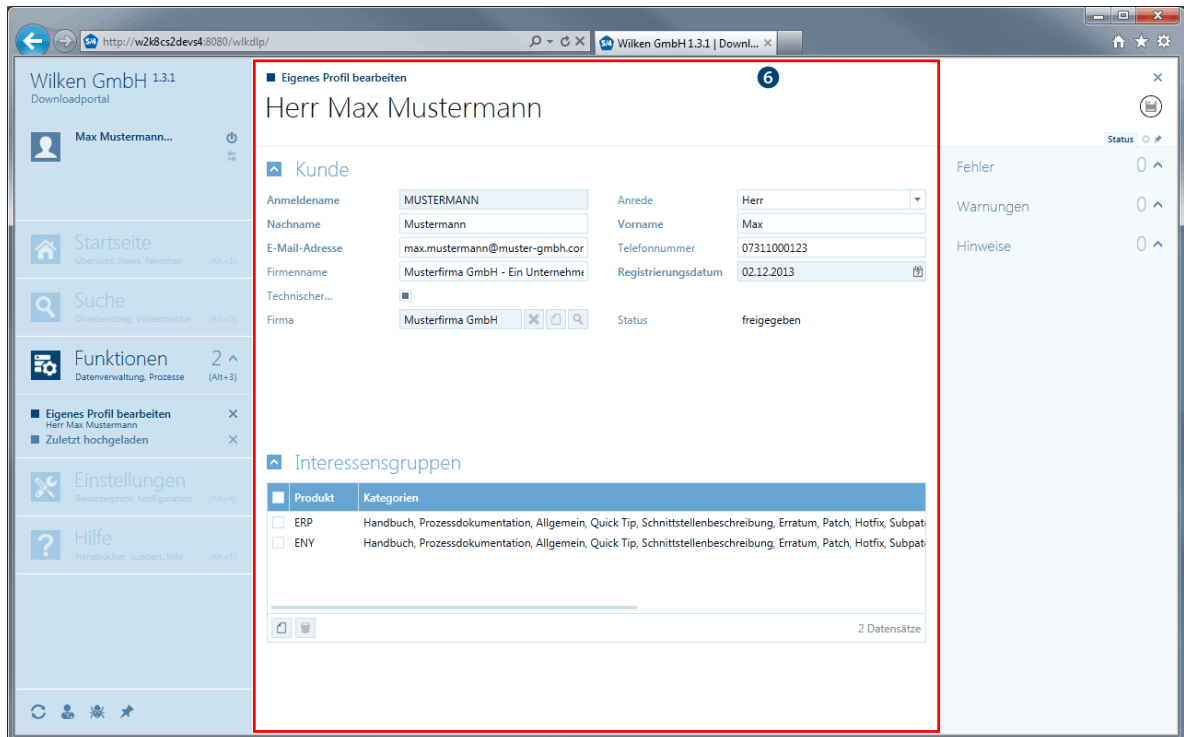 http://w2k8cs2devs4:8080/wlkdlp/
S/4 Wilken GmbH 1.3.1 | Downl...
Wilken GmbH 1.3.1
Downloadportal
Max Mustermann...
Startseite
Übersicht, News, Favoriten (Alt+1)
Suche
Direkteinstieg, Volltextsuche (Alt+2)
Funktionen 2
Datenverwaltung, Prozesse (Alt+3)
Eigenes Profil bearbeiten
Herr Max Mustermann
Zuletzt hochgeladen
Einstellungen
Benutzerprofil, Konfiguration (Alt+4)
Hilfe
Handbücher, Support, Info (Alt+5)
Eigenes Profil bearbeiten
6
Herr Max Mustermann
Kunde
Anmeldename MUSTERMANN Anrede Herr
Nachname Mustermann Vorname Max
E-Mail-Adresse max.mustermann@muster-gmbh.cor Telefonnummer 07311000123
Firmenname Musterfirma GmbH - Ein Unternehme Registrierungsdatum 02.12.2013
Technischer...
Firma Musterfirma GmbH Status freigegeben
Interessensgruppen
Produkt Kategorien
ERP Handbuch, Prozessdokumentation, Allgemein, Quick Tip, Schnittstellenbeschreibung, Erratum, Patch, Hotfix, Subpat
ENY Handbuch, Prozessdokumentation, Allgemein, Quick Tip, Schnittstellenbeschreibung, Erratum, Patch, Hotfix, Subpat
2 Datensätze
Status
Fehler 0
Warnungen 0
Hinweise 0